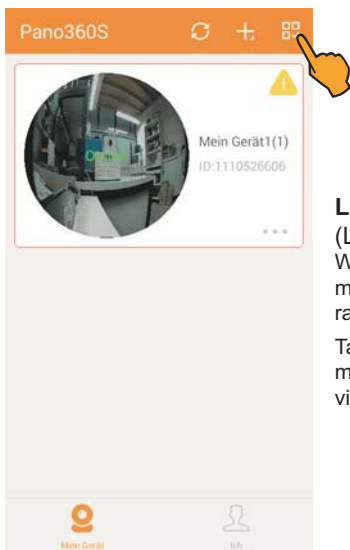 Pano360S
Mein Gerät1(1)
ID:1110526606
Mein Gerät
Ich
L
(L
W
m
ra
Ta
m
vi